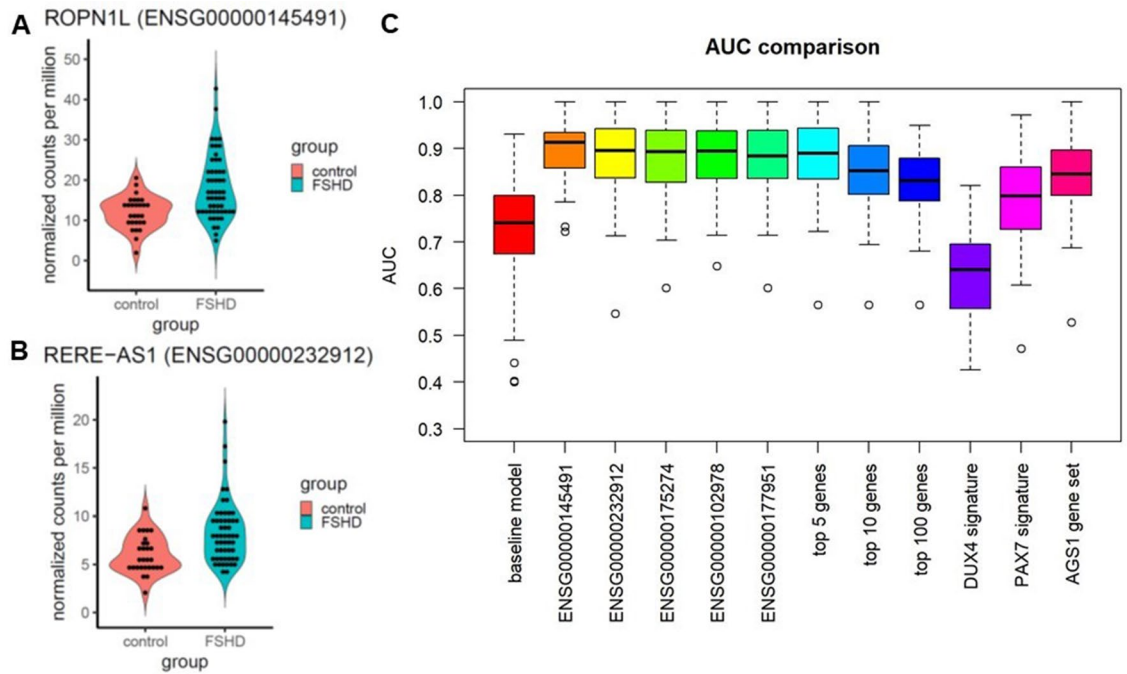 A
ROPN1L (ENSG00000145491)
normalized counts per million
50
40
30
20
10
0
control
FSHD
group
group
control
FSHD
B
RERE−AS1 (ENSG00000232912)
normalized counts per million
20
15
10
5
0
control
FSHD
group
group
control
FSHD
C
AUC comparison
AUC
1.0
0.9
0.8
0.7
0.6
0.5
0.4
0.3
baseline model
ENSG00000145491
ENSG00000232912
ENSG00000175274
ENSG00000102978
ENSG00000177951
top 5 genes
top 10 genes
top 100 genes
DUX4 signature
PAX7 signature
AGS1 gene set